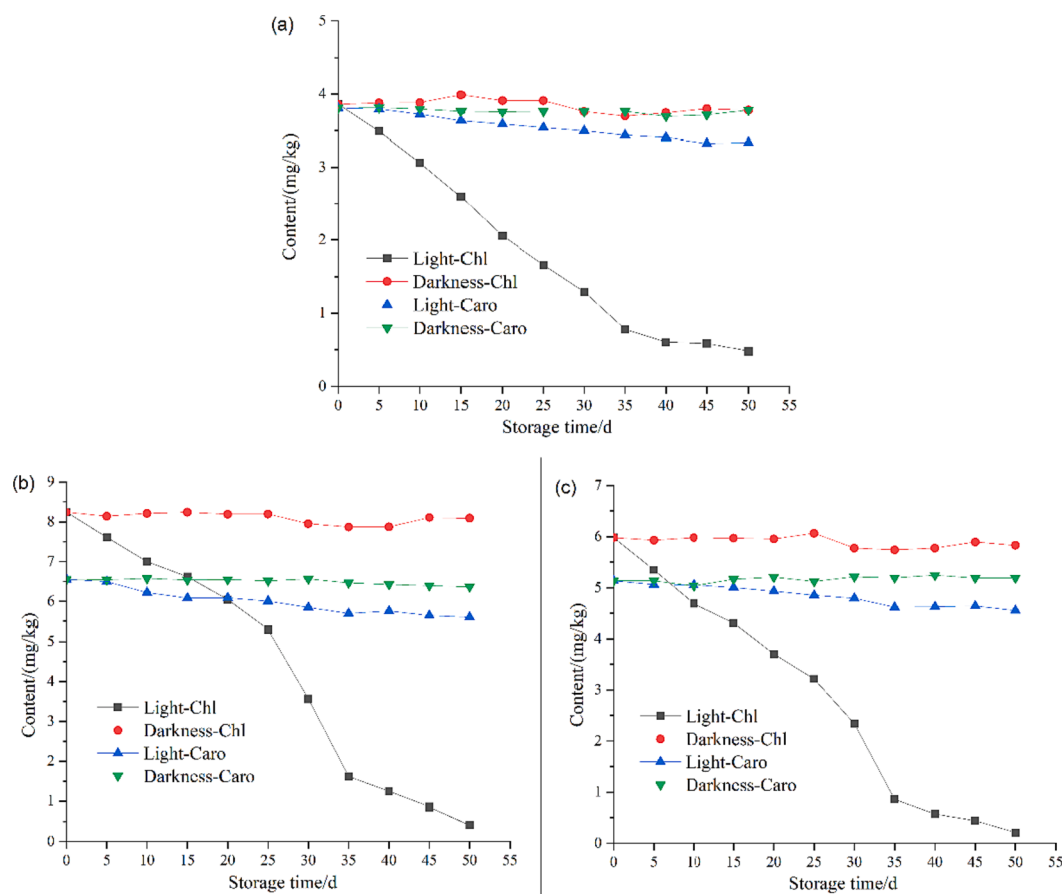 (a)
Content/(mg/kg)
5
4
3
2
1
0
Light-Chl
Darkness-Chl
Light-Caro
Darkness-Caro
0 5 10 15 20 25 30 35 40 45 50 55
Storage time/d
(b)
Content/(mg/kg)
9
8
7
6
5
4
3
2
1
0
Light-Chl
Darkness-Chl
Light-Caro
Darkness-Caro
0 5 10 15 20 25 30 35 40 45 50 55
Storage time/d
(c)
Content/(mg/kg)
7
6
5
4
3
2
1
0
Light-Chl
Darkness-Chl
Light-Caro
Darkness-Caro
0 5 10 15 20 25 30 35 40 45 50 55
Storage time/d